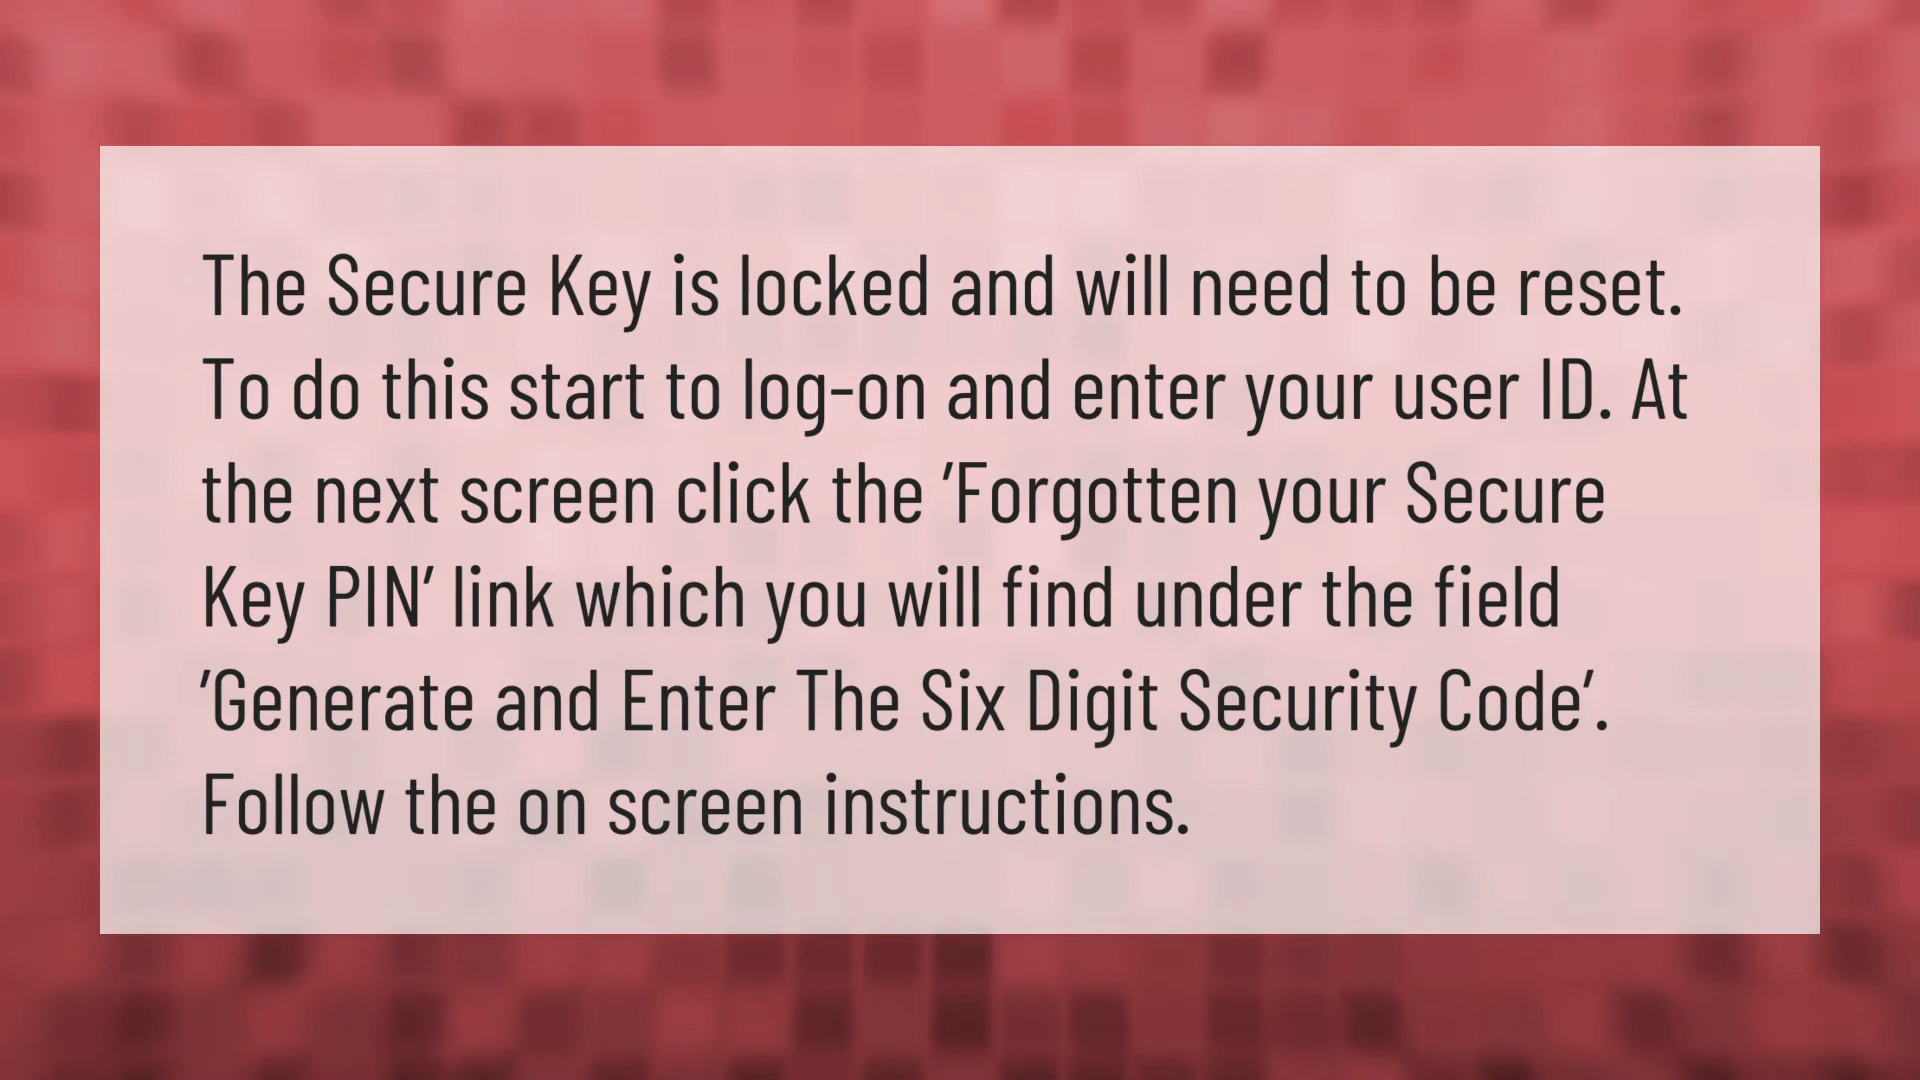 The Secure Key is locked and will need to be reset.
To do this start to log-on and enter your user ID. At
the next screen click the 'Forgotten your Secure
Key PIN' link which you will find under the field
'Generate and Enter The Six Digit Security Code'.
Follow the on screen instructions.